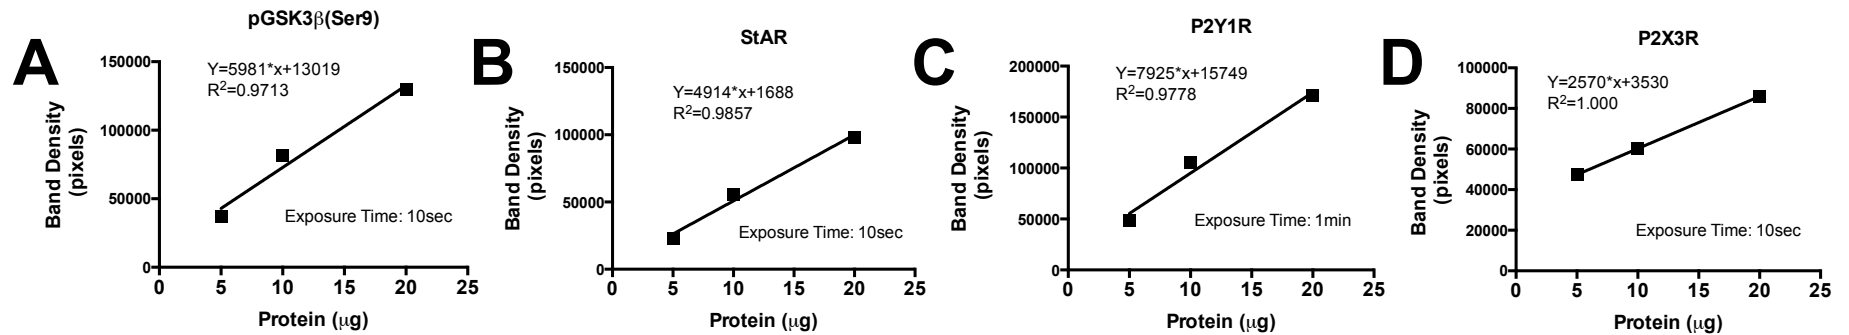 A
pGSK3β(Ser9)
Y=5981*x+13019
R²=0.9713
Exposure Time: 10sec
150000
100000
50000
0
0 5 10 15 20 25
Band Density
(pixels)
Protein (μg)
B
StAR
Y=4914*x+1688
R²=0.9857
Exposure Time: 10sec
150000
100000
50000
0
0 5 10 15 20 25
Band Density
(pixels)
Protein (μg)
C
P2Y1R
Y=7925*x+15749
R²=0.9778
Exposure Time: 1min
200000
150000
100000
50000
0
0 5 10 15 20 25
Band Density
(pixels)
Protein (μg)
D
P2X3R
Y=2570*x+3530
R²=1.000
Exposure Time: 10sec
100000
80000
60000
40000
20000
0
0 5 10 15 20 25
Band Density
(pixels)
Protein (μg)